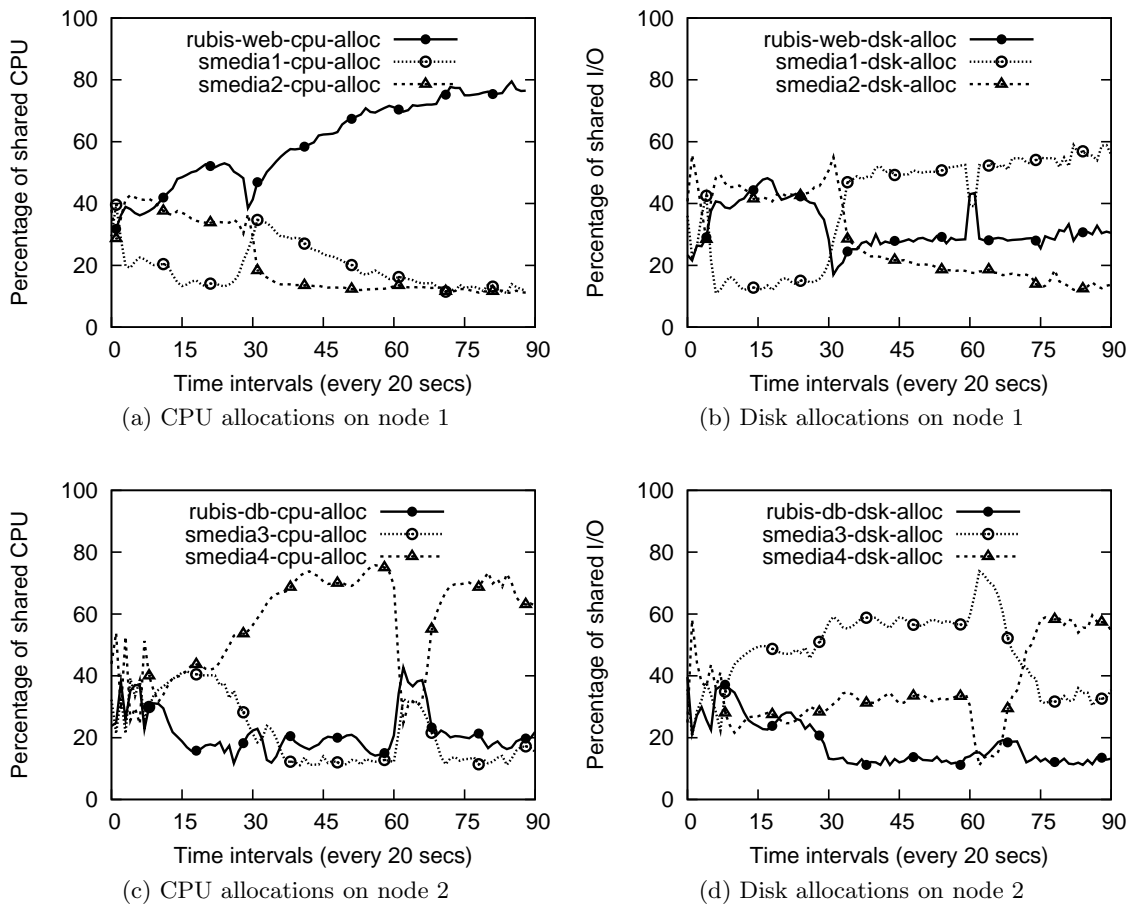 Percentage of shared CPU
100
80
60
40
20
0
rubis-web-cpu-alloc
smedia1-cpu-alloc
smedia2-cpu-alloc
0 15 30 45 60 75 90
Time intervals (every 20 secs)
(a) CPU allocations on node 1
Percentage of shared I/O
100
80
60
40
20
0
rubis-web-dsk-alloc
smedia1-dsk-alloc
smedia2-dsk-alloc
0 15 30 45 60 75 90
Time intervals (every 20 secs)
(b) Disk allocations on node 1
Percentage of shared CPU
100
80
60
40
20
0
rubis-db-cpu-alloc
smedia3-cpu-alloc
smedia4-cpu-alloc
0 15 30 45 60 75 90
Time intervals (every 20 secs)
(c) CPU allocations on node 2
Percentage of shared I/O
100
80
60
40
20
0
rubis-db-dsk-alloc
smedia3-dsk-alloc
smedia4-dsk-alloc
0 15 30 45 60 75 90
Time intervals (every 20 secs)
(d) Disk allocations on node 2